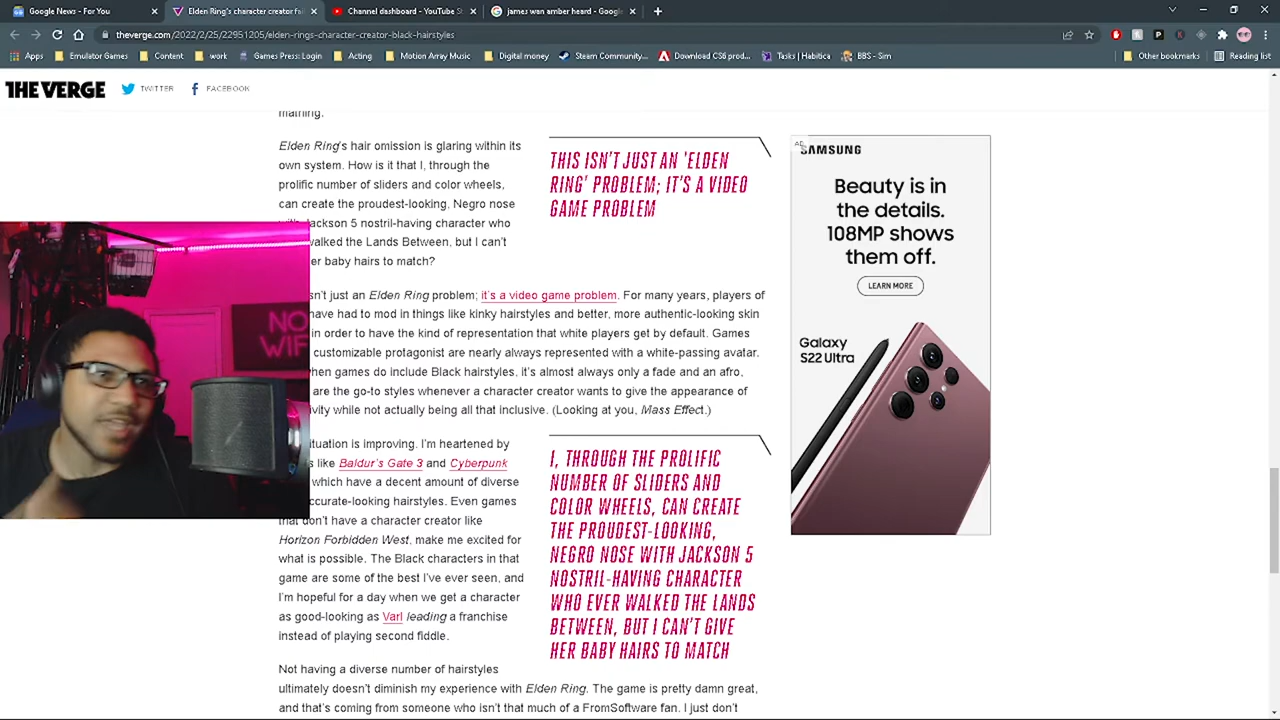 Google News - For You
Elden Ring's character creator fai
Channel dashboard - YouTube S
james wan amber heard - Google
theverge.com/2022/2/25/22951205/elden-rings-character-creator-black-hairstyles
Apps
Emulator Games
Content
work
Games Press: Login
Acting
Motion Array Music
Digital money
Steam Community...
Download CS6 prod...
Tasks | Habitica
BBS - Sim
Other bookmarks
Reading list
THE VERGE
TWITTER
FACEBOOK
mathing.
Elden Ring's hair omission is glaring within its
own system. How is it that I, through the
prolific number of sliders and color wheels,
can create the proudest-looking, Negro nose
with Jackson 5 nostril-having character who
walked the Lands Between, but I can't
er baby hairs to match?
THIS ISN'T JUST AN 'ELDEN
RING' PROBLEM; IT'S A VIDEO
GAME PROBLEM
sn't just an Elden Ring problem; it's a video game problem. For many years, players of
have had to mod in things like kinky hairstyles and better, more authentic-looking skin
in order to have the kind of representation that white players get by default. Games
customizable protagonist are nearly always represented with a white-passing avatar.
hen games do include Black hairstyles, it's almost always only a fade and an afro,
are the go-to styles whenever a character creator wants to give the appearance of
ivity while not actually being all that inclusive. (Looking at you, Mass Effect.)
ituation is improving. I'm heartened by
like Baldur's Gate 3 and Cyberpunk
which have a decent amount of diverse
ccurate-looking hairstyles. Even games
that don't have a character creator like
Horizon Forbidden West, make me excited for
what is possible. The Black characters in that
game are some of the best I've ever seen, and
I'm hopeful for a day when we get a character
as good-looking as Varl leading a franchise
instead of playing second fiddle.
I, THROUGH THE PROLIFIC
NUMBER OF SLIDERS AND
COLOR WHEELS, CAN CREATE
THE PROUDEST-LOOKING,
NEGRO NOSE WITH JACKSON 5
NOSTRIL-HAVING CHARACTER
WHO EVER WALKED THE LANDS
BETWEEN, BUT I CAN'T GIVE
HER BABY HAIRS TO MATCH
Not having a diverse number of hairstyles
ultimately doesn't diminish my experience with Elden Ring. The game is pretty damn great,
and that's coming from someone who isn't that much of a FromSoftware fan. I just don't
AD
SAMSUNG
Beauty is in
the details.
108MP shows
them off.
LEARN MORE
Galaxy
S22 Ultra
NO
WIF